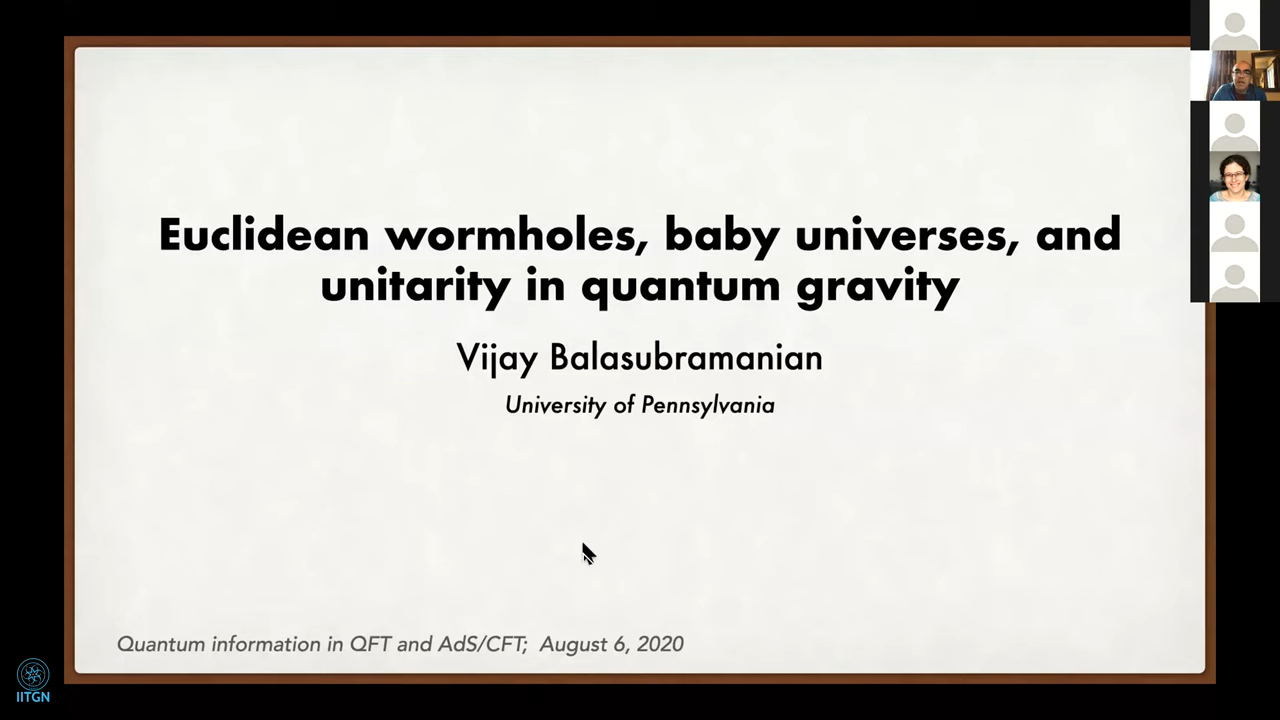 Euclidean wormholes, baby universes, and
unitarity in quantum gravity
Vijay Balasubramanian
University of Pennsylvania
Quantum information in QFT and AdS/CFT; August 6, 2020
IITGN